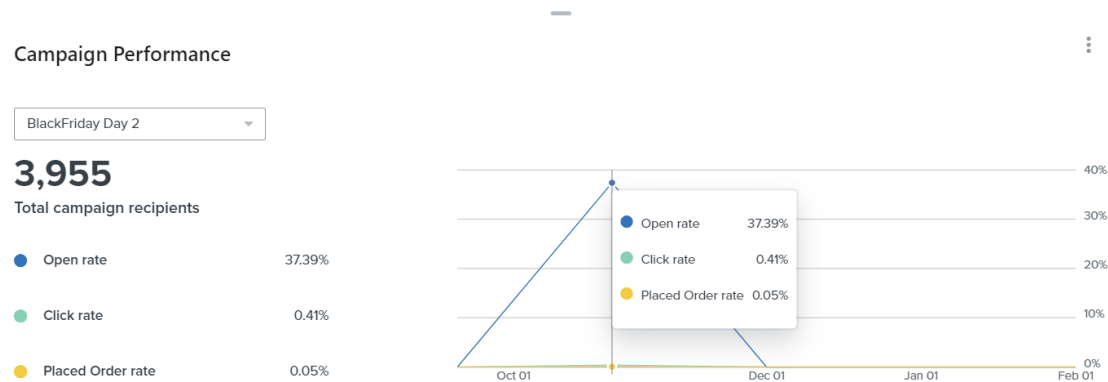 Campaign Performance
BlackFriday Day 2
3,955
Total campaign recipients
Open rate 37.39%
Click rate 0.41%
Placed Order rate 0.05%
40%
30%
20%
10%
0%
Open rate 37.39%
Click rate 0.41%
Placed Order rate 0.05%
Oct 01 Dec 01 Jan 01 Feb 01